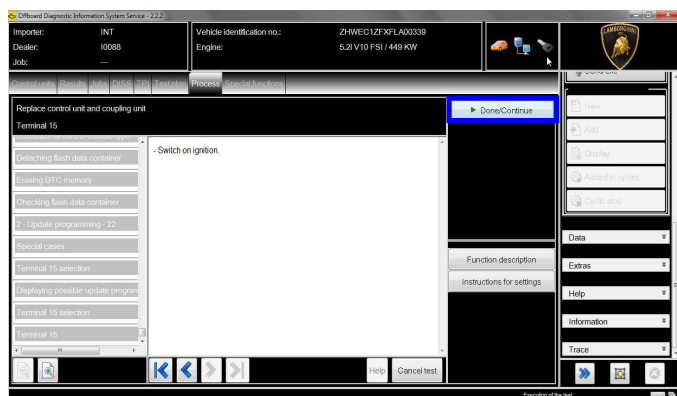 Offboard Diagnostic Information System Service - 2.2.2
Importer: INT
Dealer: I0088
Job: ---
Vehicle identification no.: ZHWEC1ZFXFLA00339
Engine: 5.2l V10 FSI / 449 KW
LAMBORGHINI
Control units Results Jobs DISS TPI Test plan Process Special functions
Replace control unit and coupling unit
Terminal 15
Detaching flash data container
Erasing DTC memory
Checking flash data container
2 - Update programming - 22
Special cases
Terminal 15 selection
Displaying possible update program
Terminal 15 selection
Terminal 15
- Switch on ignition.
Help
Cancel test
Done/Continue
Function description
Instructions for settings
New
Add
Display
Added in cycles
Cyclic stop
Data
Extras
Help
Information
Trace
Execution of the test